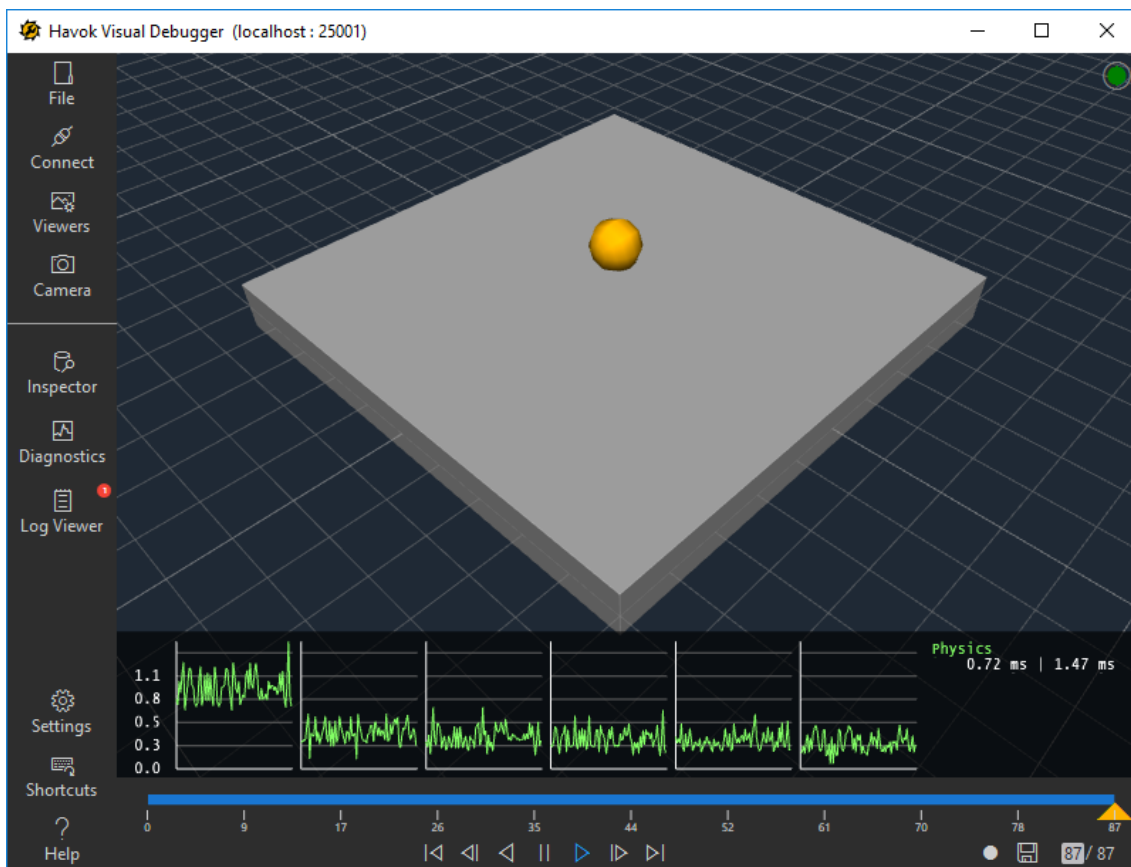 Havok Visual Debugger (localhost : 25001)
File
Connect
Viewers
Camera
Inspector
Diagnostics
1
Log Viewer
Settings
Shortcuts
Help
Physics
0.72 ms | 1.47 ms
1.1
0.8
0.5
0.3
0.0
0 9 17 26 35 44 52 61 70 78 87
87 / 87